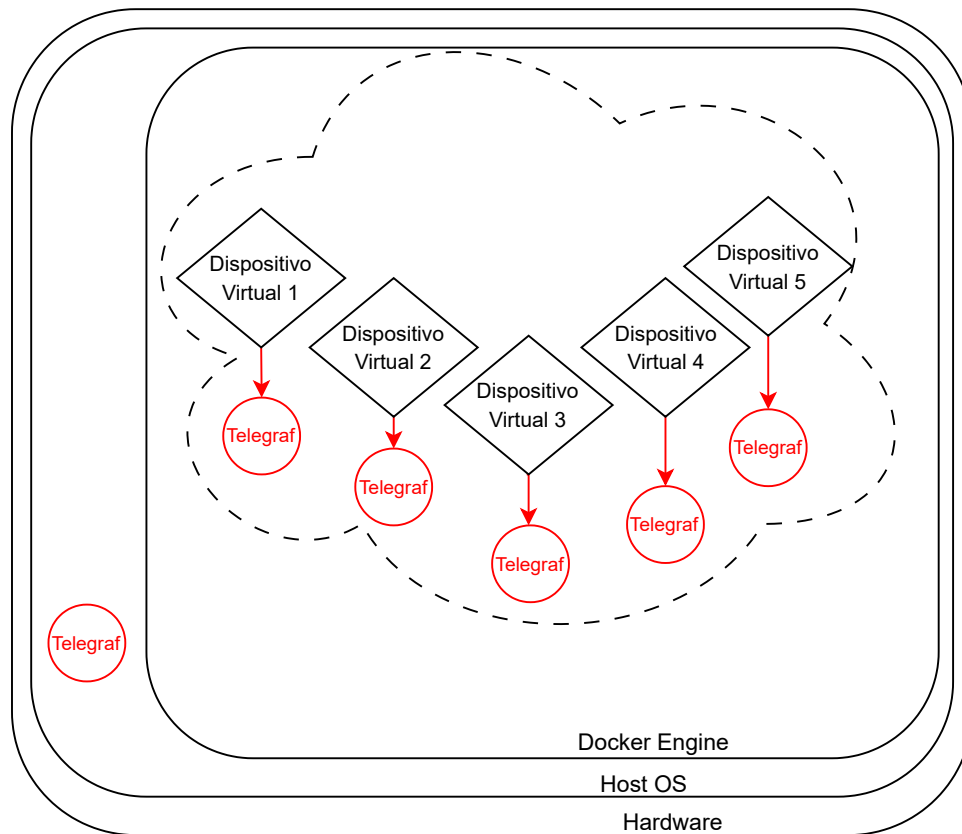 Dispositivo
Virtual 1
Dispositivo
Virtual 2
Dispositivo
Virtual 3
Dispositivo
Virtual 4
Dispositivo
Virtual 5
Telegraf
Telegraf
Telegraf
Telegraf
Telegraf
Telegraf
Docker Engine
Host OS
Hardware